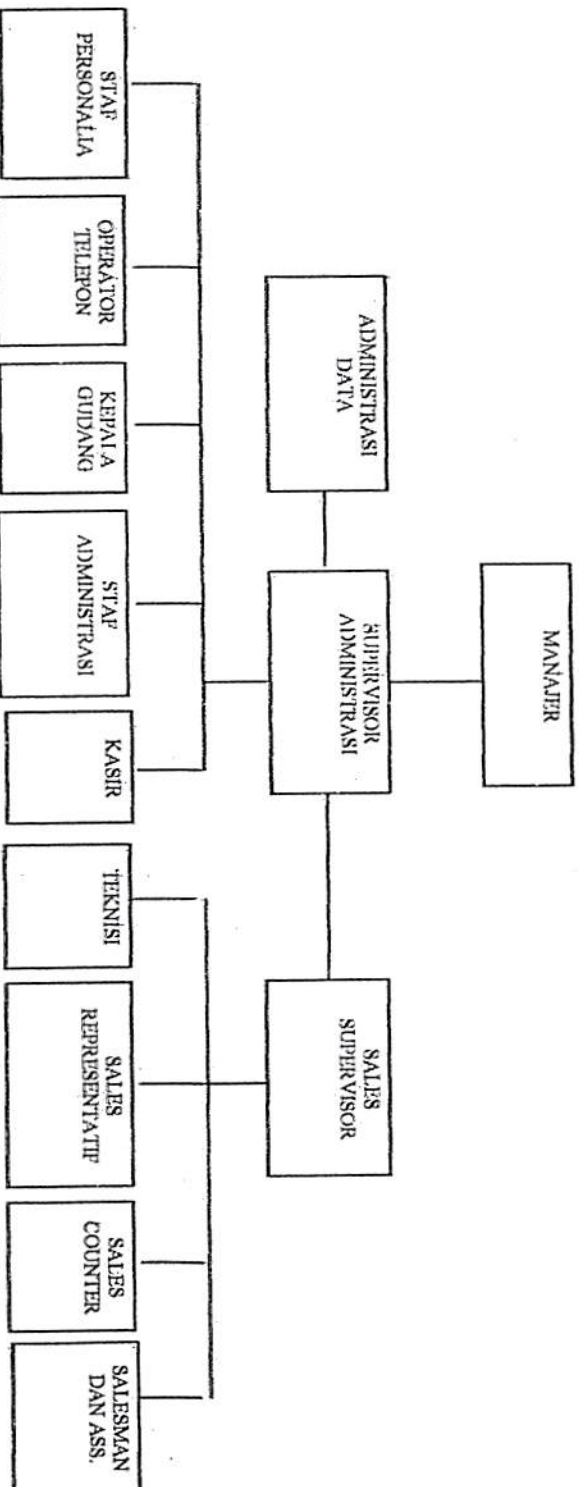 MANAJER
ADMINISTRASI
DATA
SUPERVISOR
ADMINISTRASI
SALES
SUPERVISOR
STAF
PERSONALIA
OPERATOR
TELEPON
KEPALA
GUDANG
STAF
ADMINISTRASI
KASIR
TEKNISI
SALES
REPRESENTATIF
SALES
COUNTER
SALESMAN
DAN ASS.